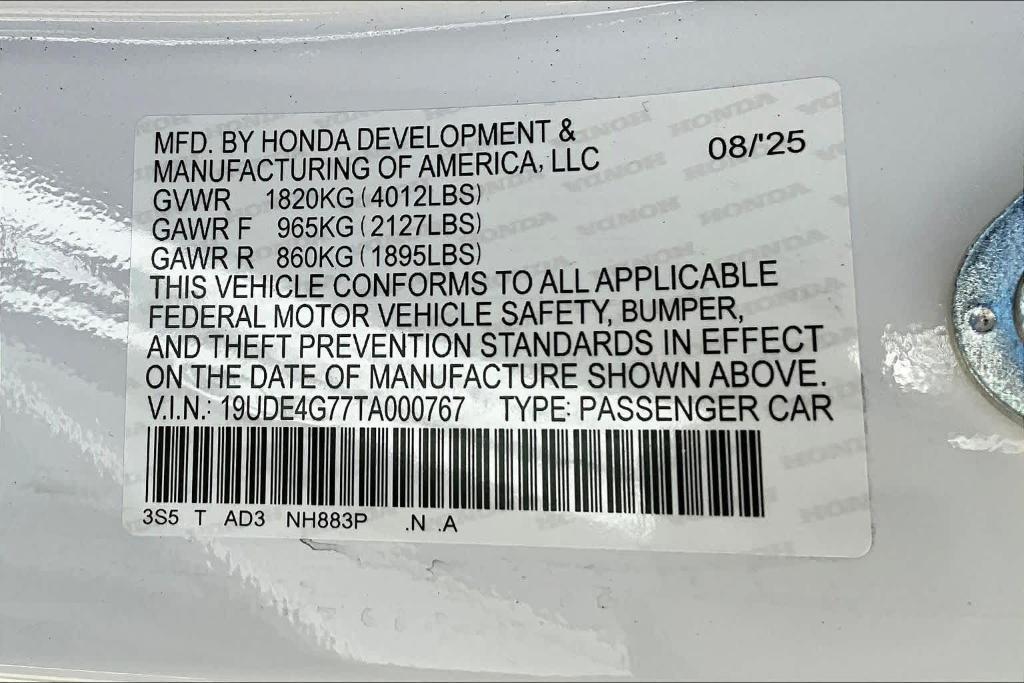 MFD. BY HONDA DEVELOPMENT &
MANUFACTURING OF AMERICA, LLC
08/'25
GVWR 1820KG (4012LBS)
GAWR F 965KG (2127LBS)
GAWR R 860KG (1895LBS)
THIS VEHICLE CONFORMS TO ALL APPLICABLE
FEDERAL MOTOR VEHICLE SAFETY, BUMPER,
AND THEFT PREVENTION STANDARDS IN EFFECT
ON THE DATE OF MANUFACTURE SHOWN ABOVE.
V.I.N.: 19UDE4G77TA000767 TYPE: PASSENGER CAR
3S5 T AD3 NH883P .N .A